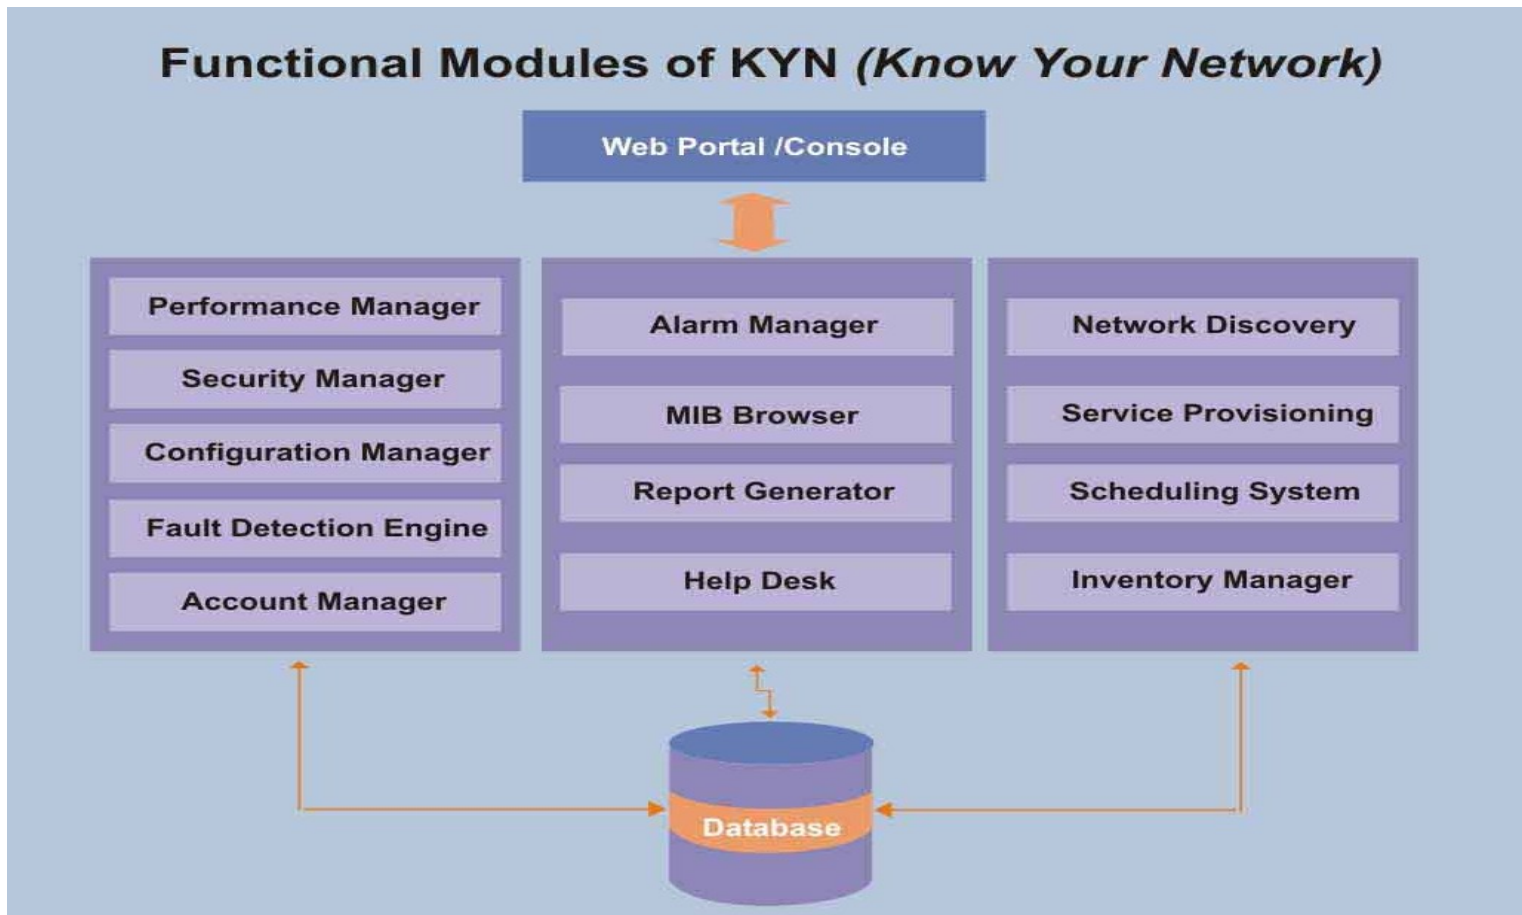 Functional Modules of KYN (Know Your Network)
Web Portal /Console
Performance Manager
Security Manager
Configuration Manager
Fault Detection Engine
Account Manager
Alarm Manager
MIB Browser
Report Generator
Help Desk
Network Discovery
Service Provisioning
Scheduling System
Inventory Manager
Database